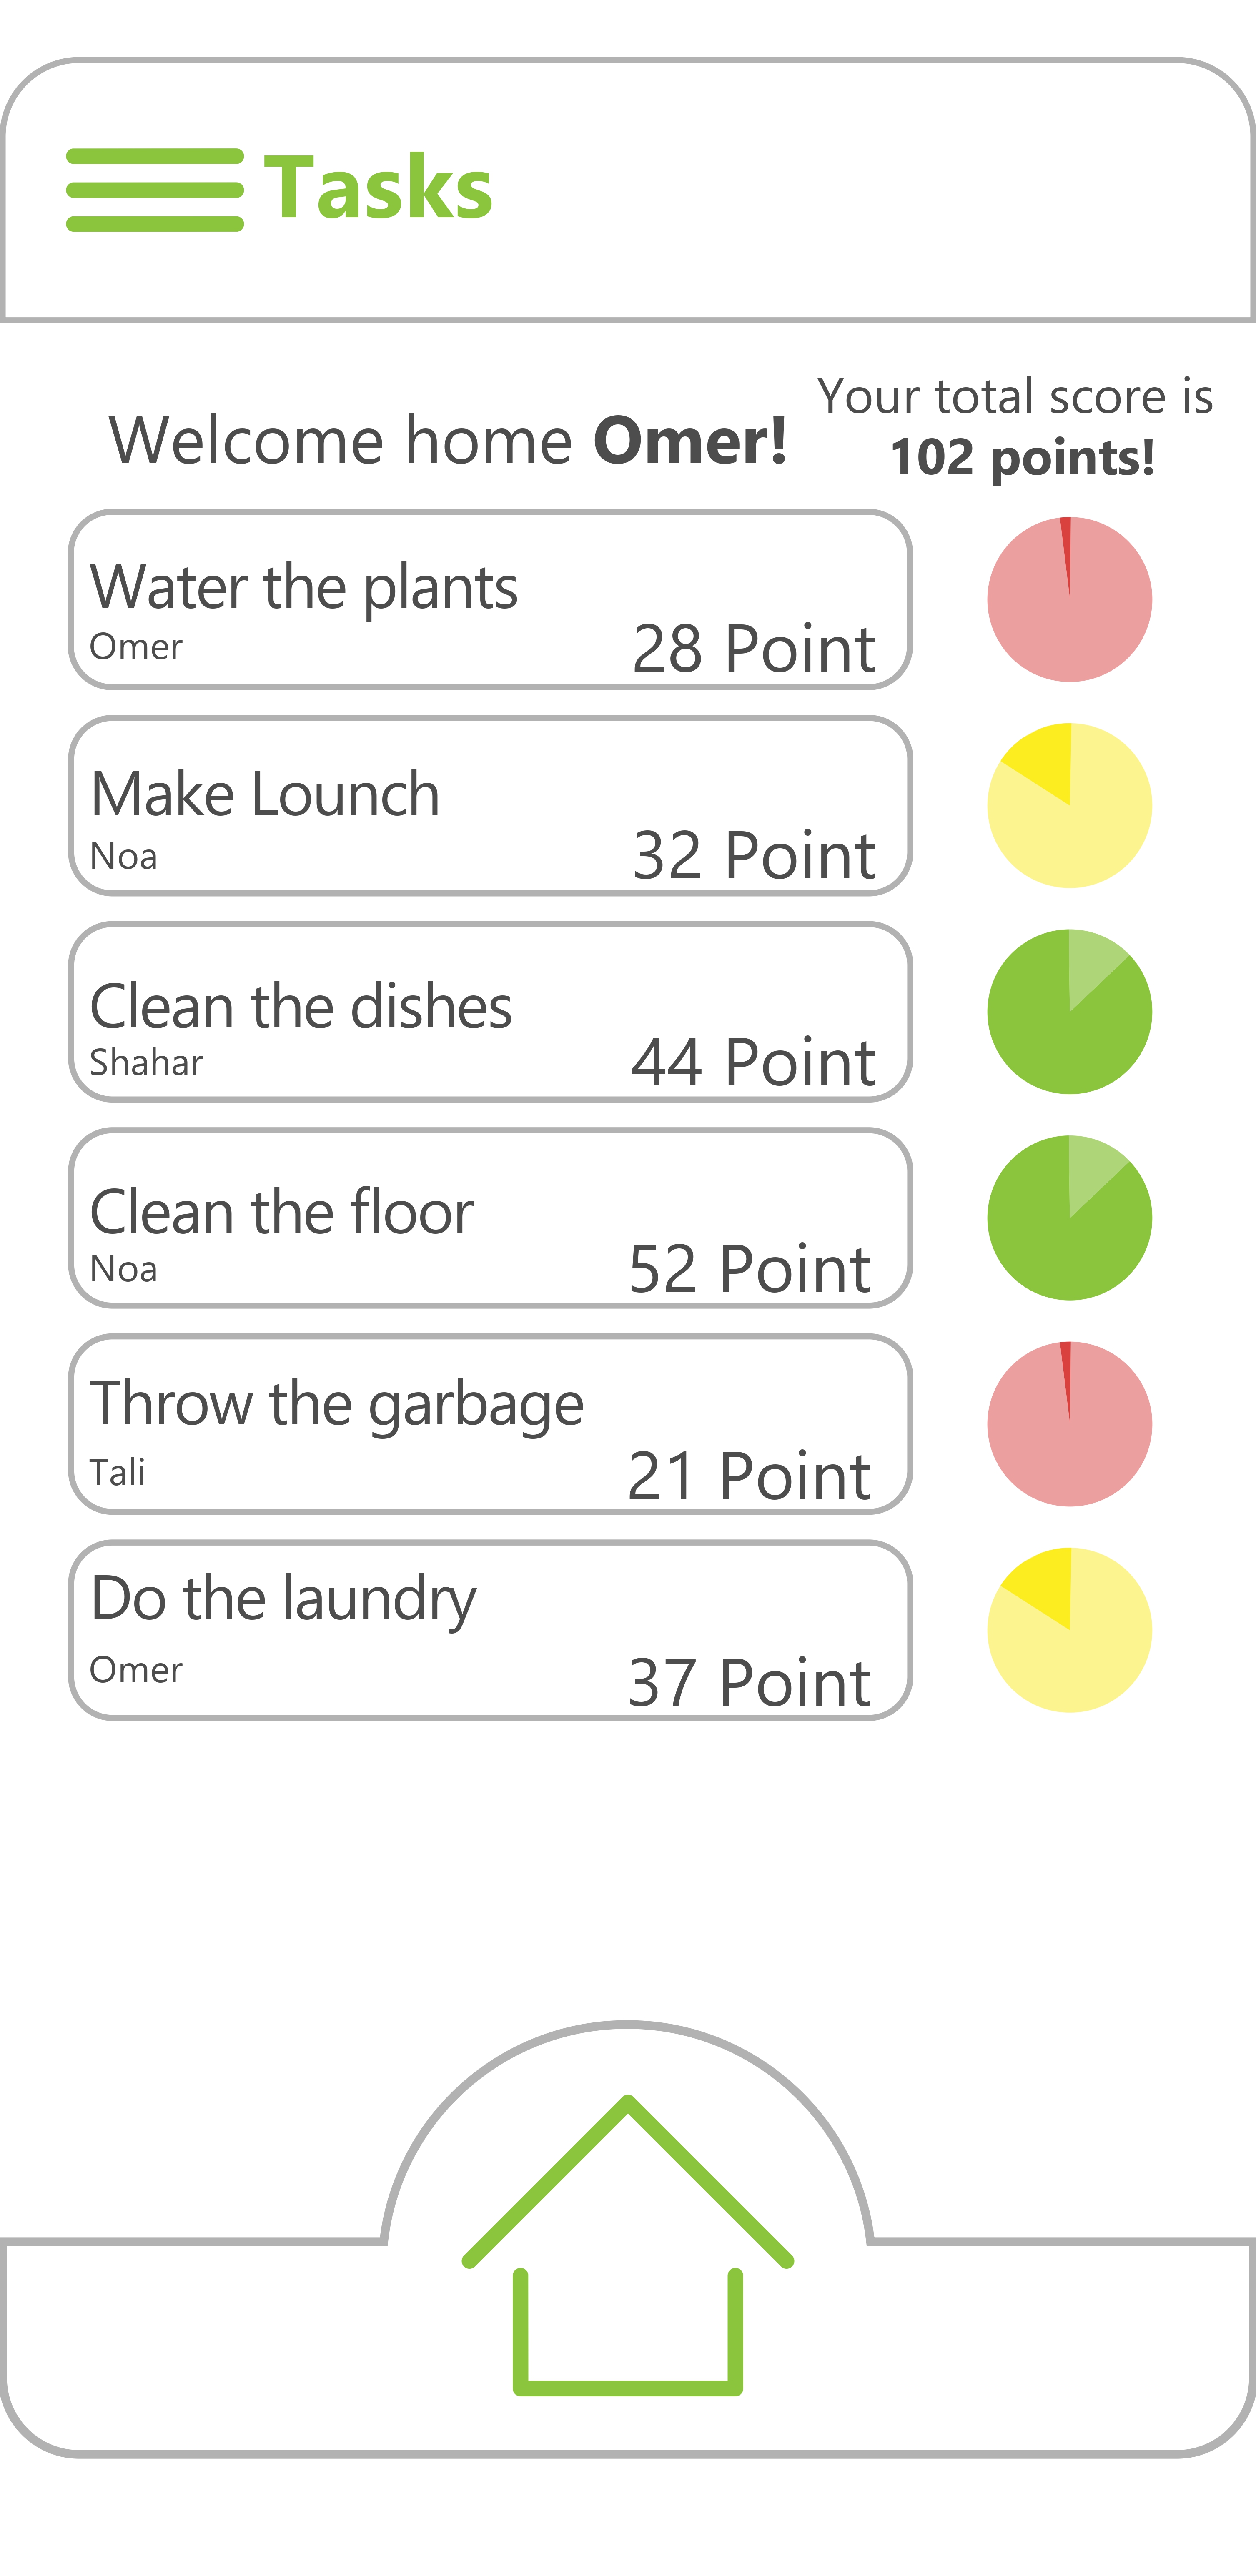 Tasks
Welcome home Omer!
Your total score is
102 points!
Water the plants
Omer
28 Point
Make Lounch
Noa
32 Point
Clean the dishes
Shahar
44 Point
Clean the floor
Noa
52 Point
Throw the garbage
Tali
21 Point
Do the laundry
Omer
37 Point